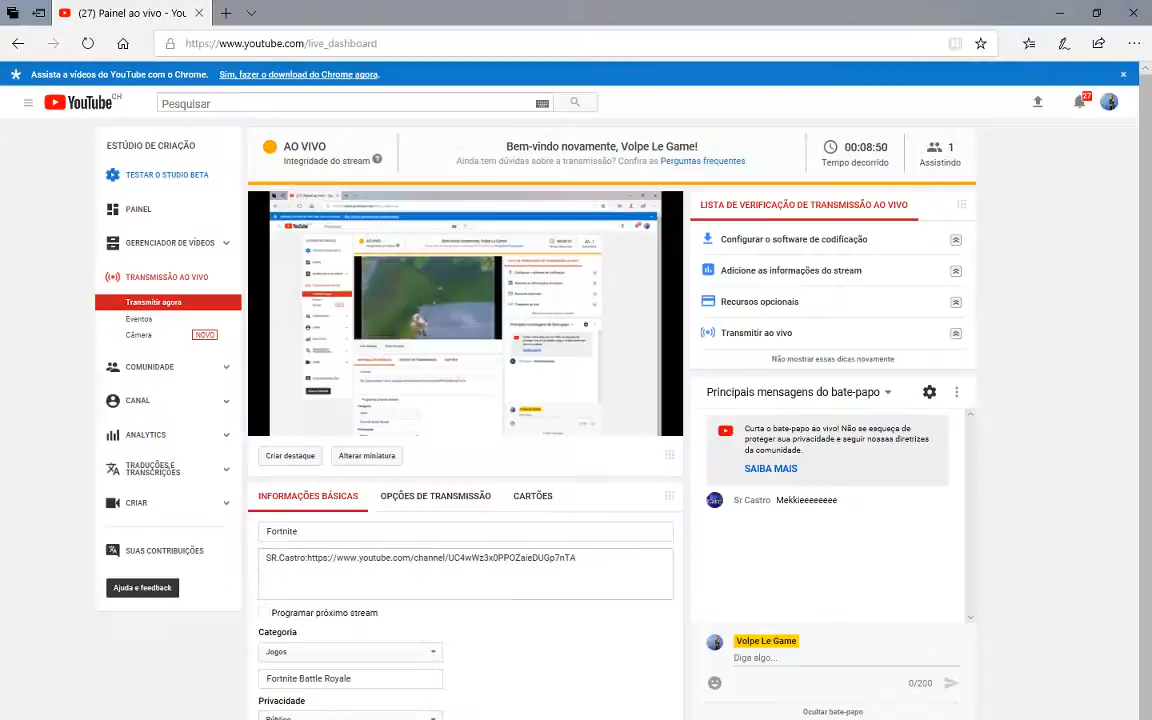 (27) Painel ao vivo - You
https://www.youtube.com/live_dashboard
Assista a vídeos do YouTube com o Chrome. Sim, fazer o download do Chrome agora.
YouTube CH
Pesquisar
27
ESTÚDIO DE CRIAÇÃO
TESTAR O STUDIO BETA
PAINEL
GERENCIADOR DE VÍDEOS
TRANSMISSÃO AO VIVO
Transmitir agora
Eventos
Câmera NOVO
COMUNIDADE
CANAL
ANALYTICS
TRADUÇÕES E
TRANSCRIÇÕES
CRIAR
SUAS CONTRIBUIÇÕES
Ajuda e feedback
AO VIVO
Integridade do stream ?
Bem-vindo novamente, Volpe Le Game!
Ainda tem dúvidas sobre a transmissão? Confira as Perguntas frequentes.
00:08:50
Tempo decorrido
1
Assistindo
Criar destaque
Alterar miniatura
INFORMAÇÕES BÁSICAS
OPÇÕES DE TRANSMISSÃO
CARTÕES
Fortnite
SR.Castro:https://www.youtube.com/channel/UC4wWz3x0PPOZaieDUGp7nTA
Programar próximo stream
Categoria
Jogos
Fortnite Battle Royale
Privacidade
Público
LISTA DE VERIFICAÇÃO DE TRANSMISSÃO AO VIVO
Configurar o software de codificação
Adicione as informações do stream
Recursos opcionais
Transmitir ao vivo
Não mostrar essas dicas novamente
Principais mensagens do bate-papo
Curta o bate-papo ao vivo! Não se esqueça de
proteger sua privacidade e seguir nossas diretrizes
da comunidade.
SAIBA MAIS
Sr Castro Mekkieeeeeeee
Volpe Le Game
Diga algo...
0/200
Ocultar bate-papo